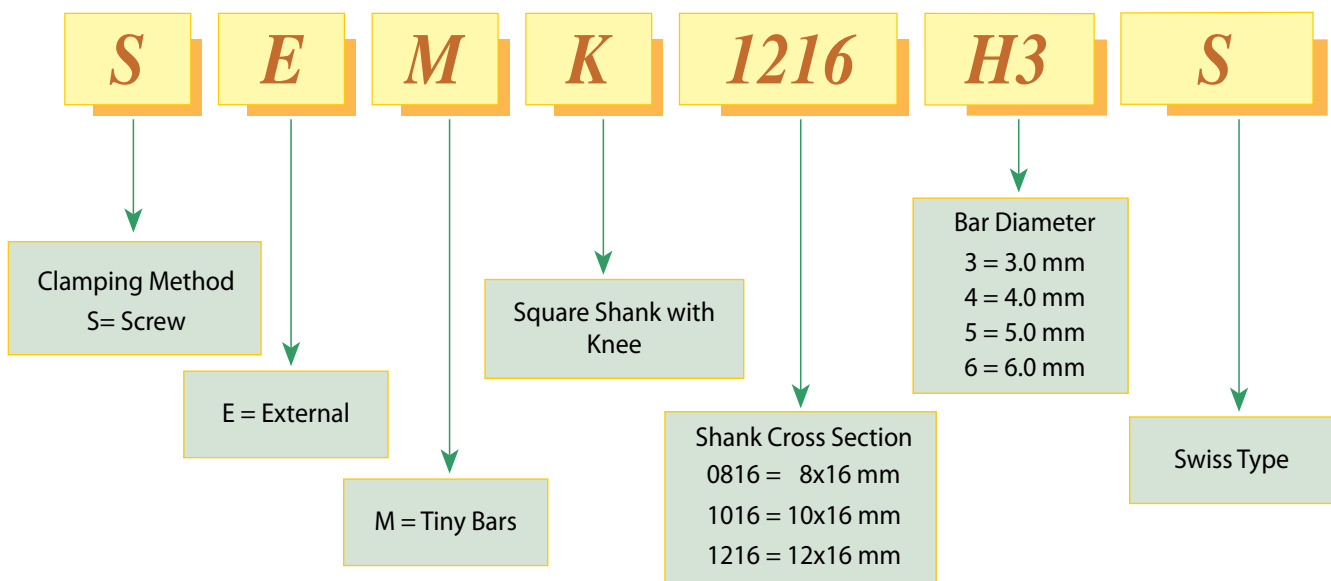 S E M K 1216 H3 S
Clamping Method
S= Screw
E = External
M = Tiny Bars
Square Shank with
Knee
Shank Cross Section
0816 = 8x16 mm
1016 = 10x16 mm
1216 = 12x16 mm
Bar Diameter
3 = 3.0 mm
4 = 4.0 mm
5 = 5.0 mm
6 = 6.0 mm
Swiss Type